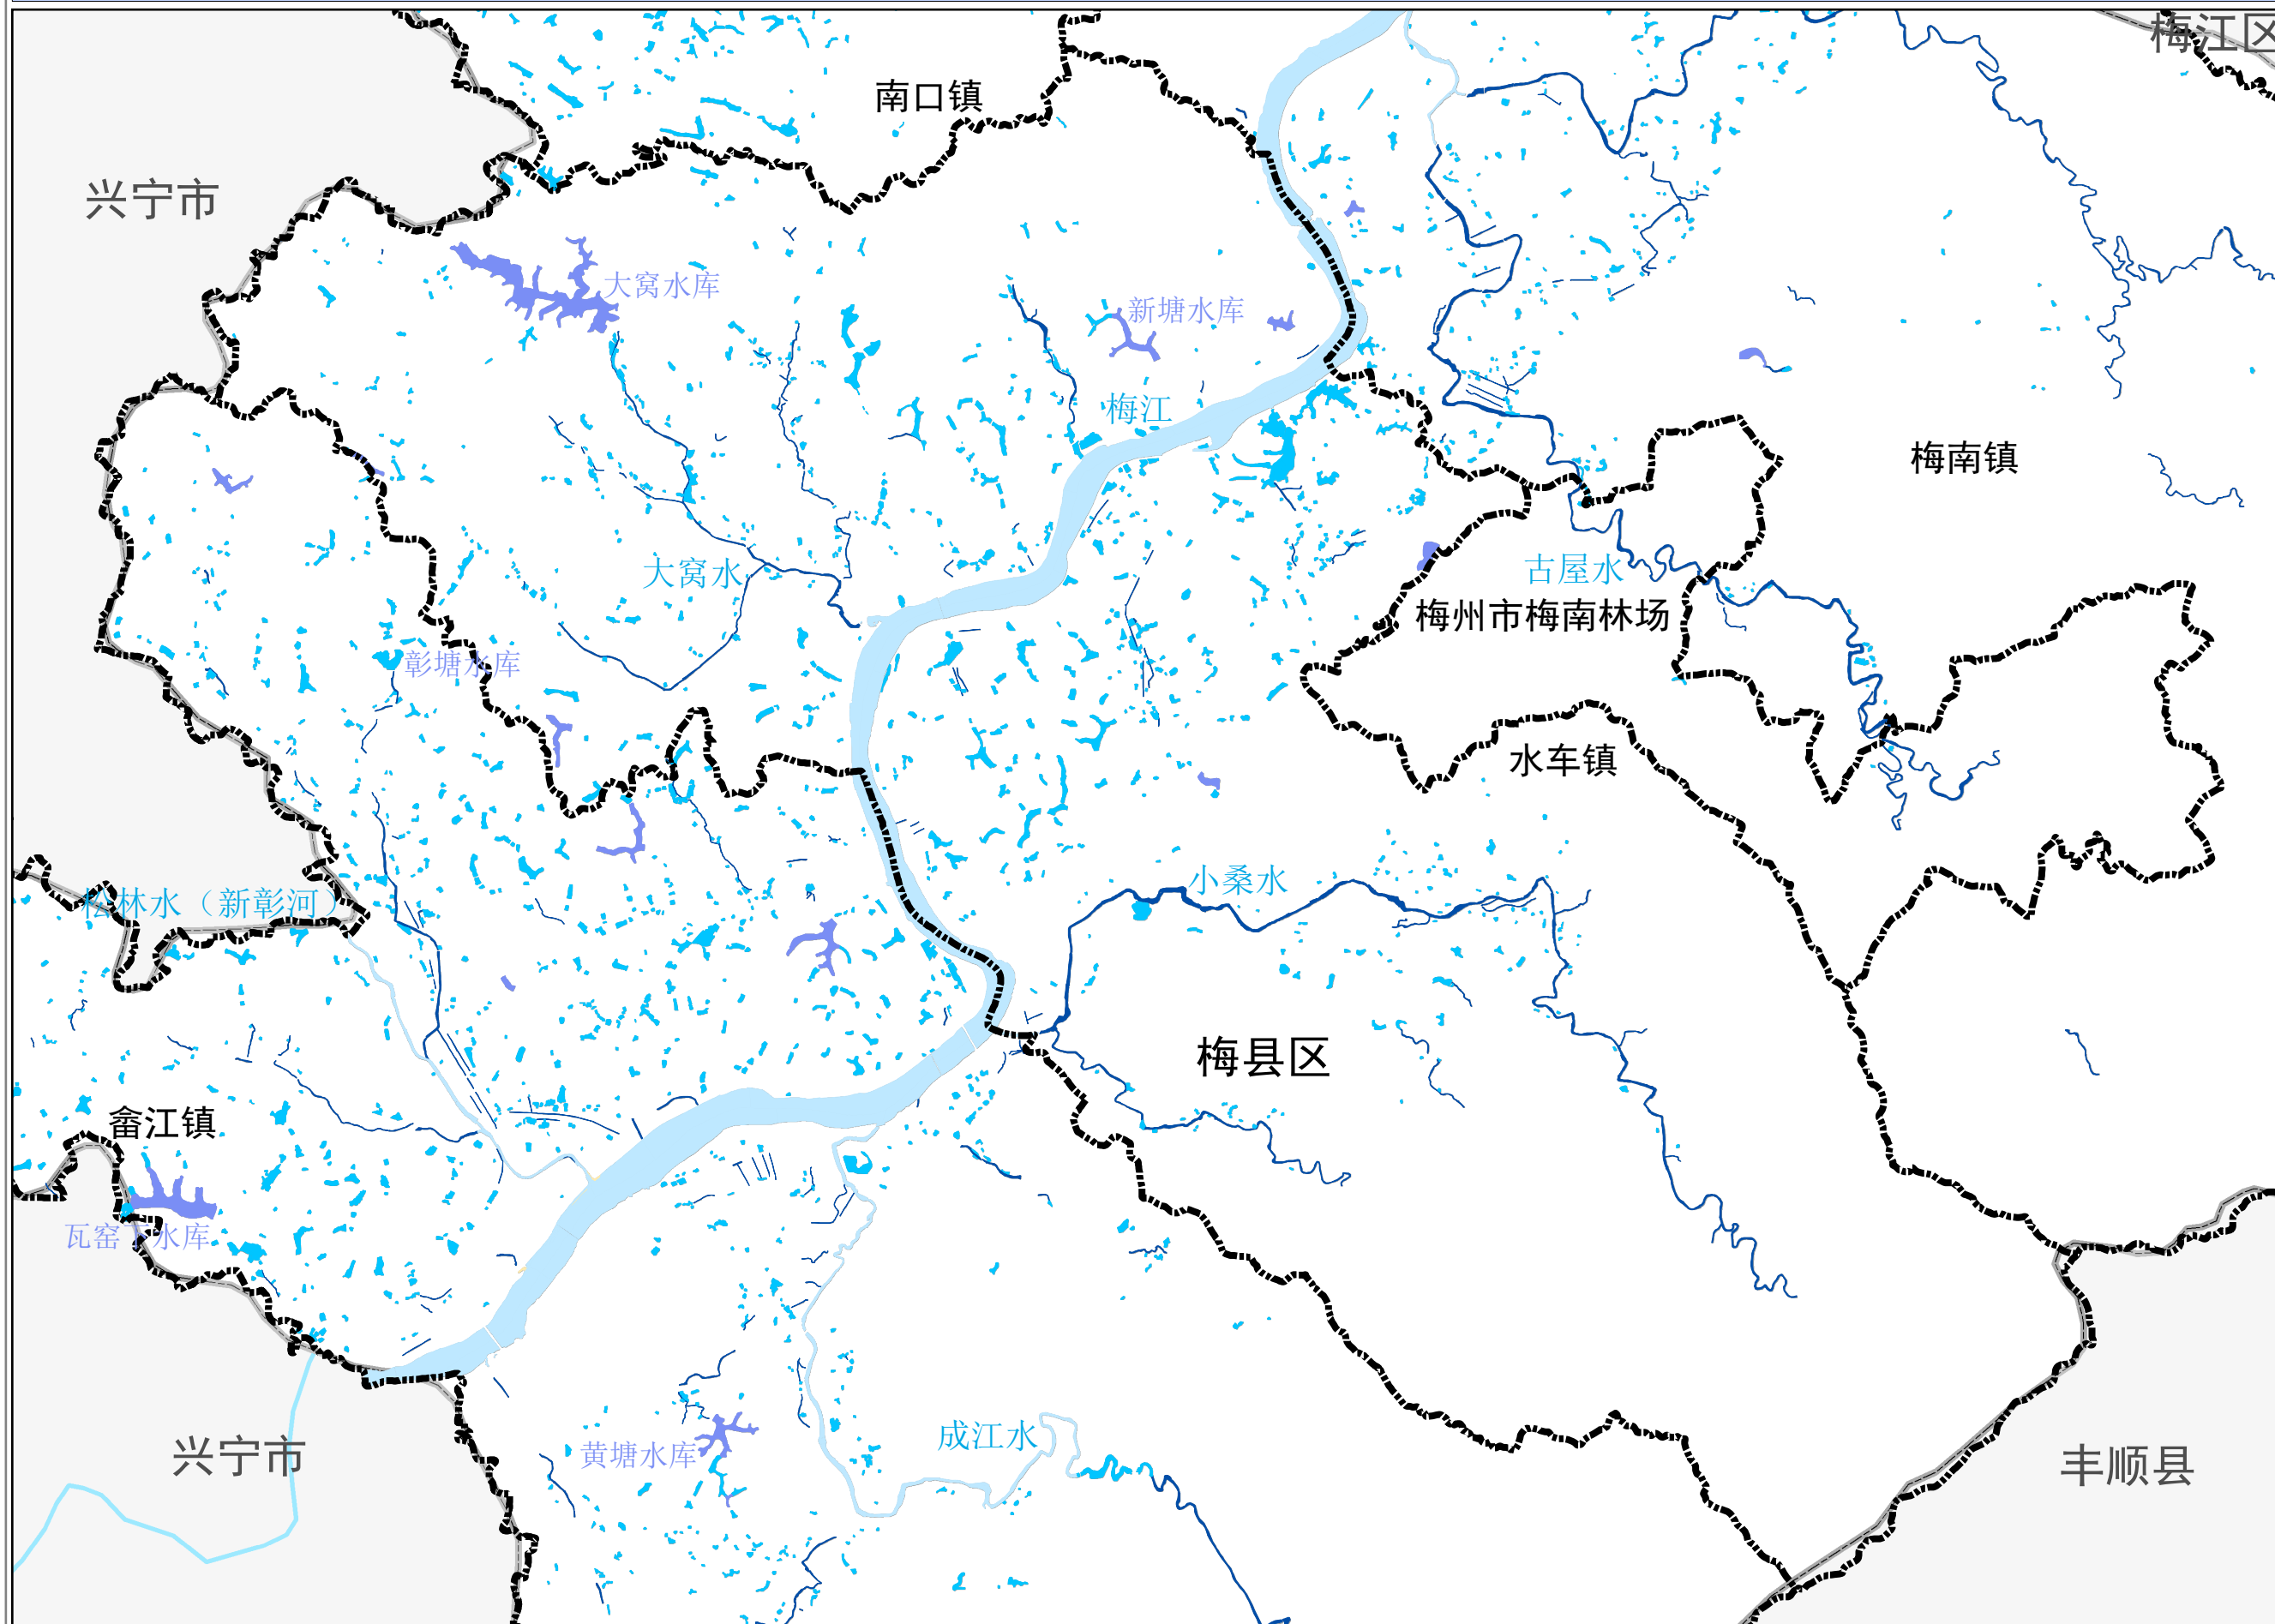 梅江区
南口镇
兴宁市
大窝水库
新塘水库
梅江
梅南镇
大窝水
古屋水
梅州市梅南林场
彰塘水库
水车镇
小桑水
松林水（新彰河）
梅县区
畲江镇
瓦窑下水库
成江水
黄塘水库
兴宁市
丰顺县